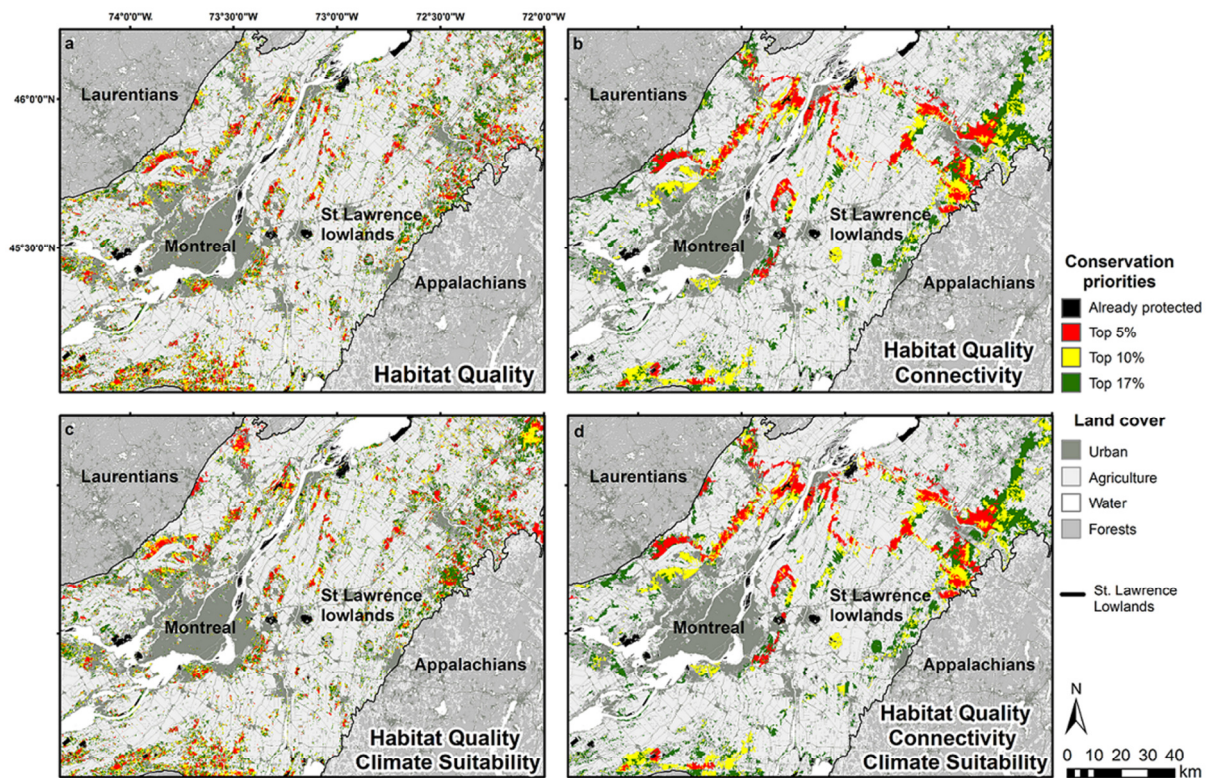 74°0'0"W 73°30'0"W 73°0'0"W 72°30'0"W 72°0'0"W
46°0'0"N
45°30'0"N
a
Laurentians
Montreal
St Lawrence
lowlands
Appalachians
Habitat Quality
b
Laurentians
Montreal
St Lawrence
lowlands
Appalachians
Habitat Quality
Connectivity
c
Laurentians
Montreal
St Lawrence
lowlands
Appalachians
Habitat Quality
Climate Suitability
d
Laurentians
Montreal
St Lawrence
lowlands
Appalachians
Habitat Quality
Connectivity
Climate Suitability
Conservation
priorities
Already protected
Top 5%
Top 10%
Top 17%
Land cover
Urban
Agriculture
Water
Forests
St. Lawrence
Lowlands
N
0 10 20 30 40
km